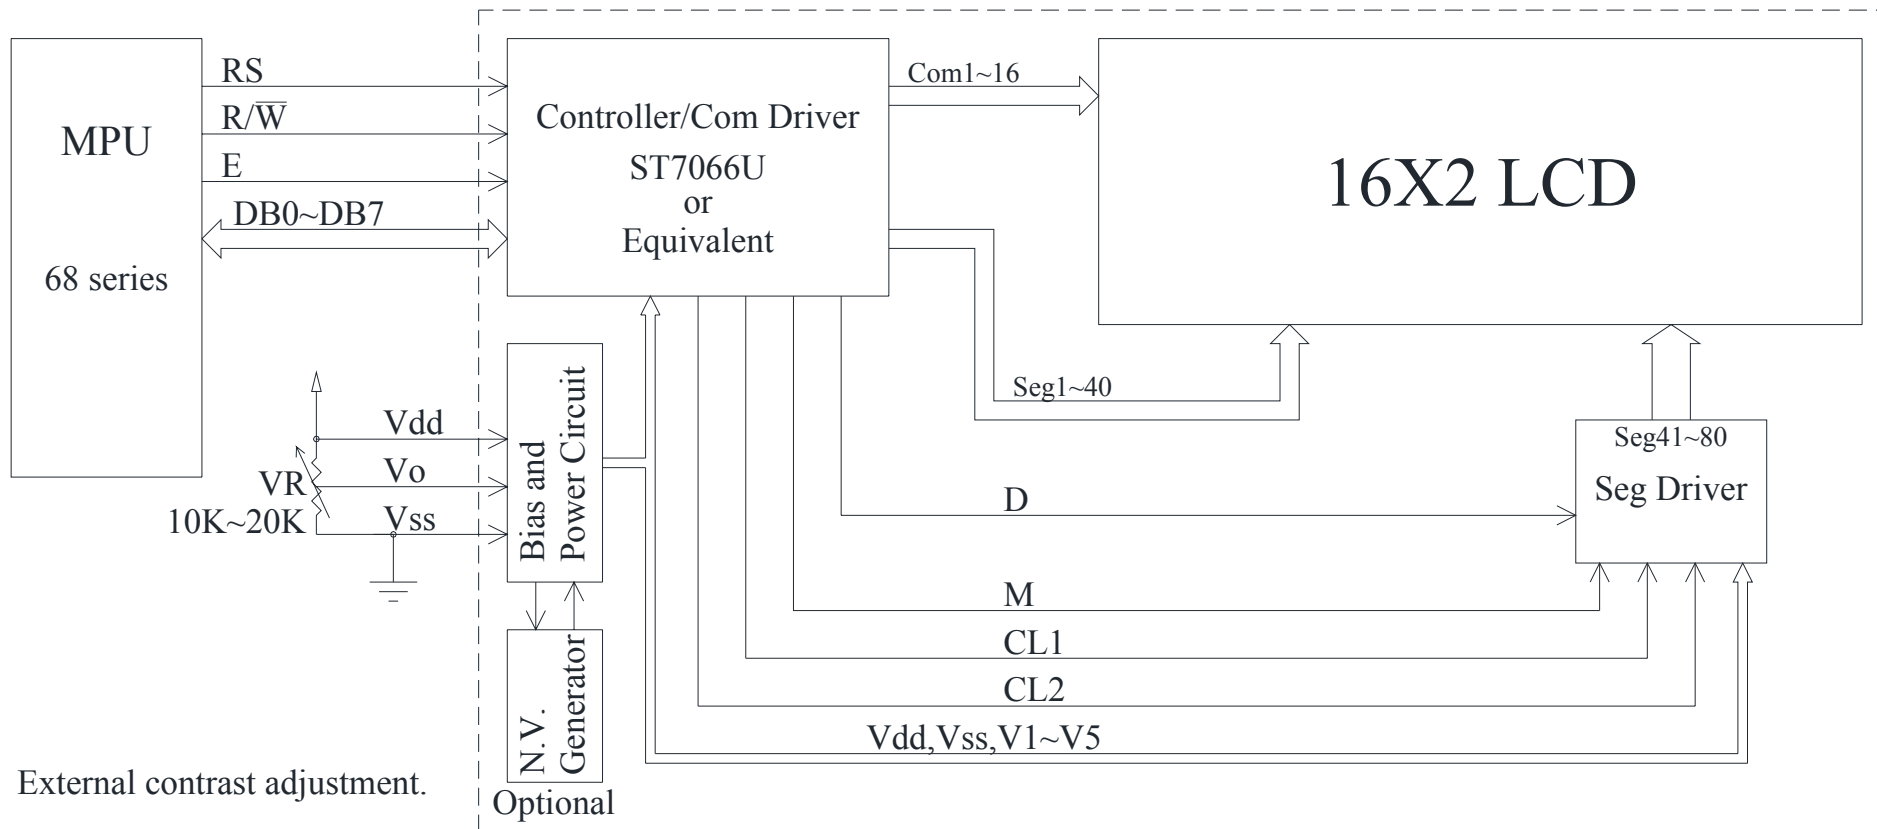 RS
R/W̅
E
DB0~DB7
MPU
68 series
Controller/Com Driver
ST7066U
or
Equivalent
Com1~16
16X2 LCD
Seg1~40
Seg41~80
Seg Driver
Vdd
Vo
Vss
VR
10K~20K
Bias and
Power Circuit
N.V.
Generator
Optional
D
M
CL1
CL2
Vdd,Vss,V1~V5
External contrast adjustment.